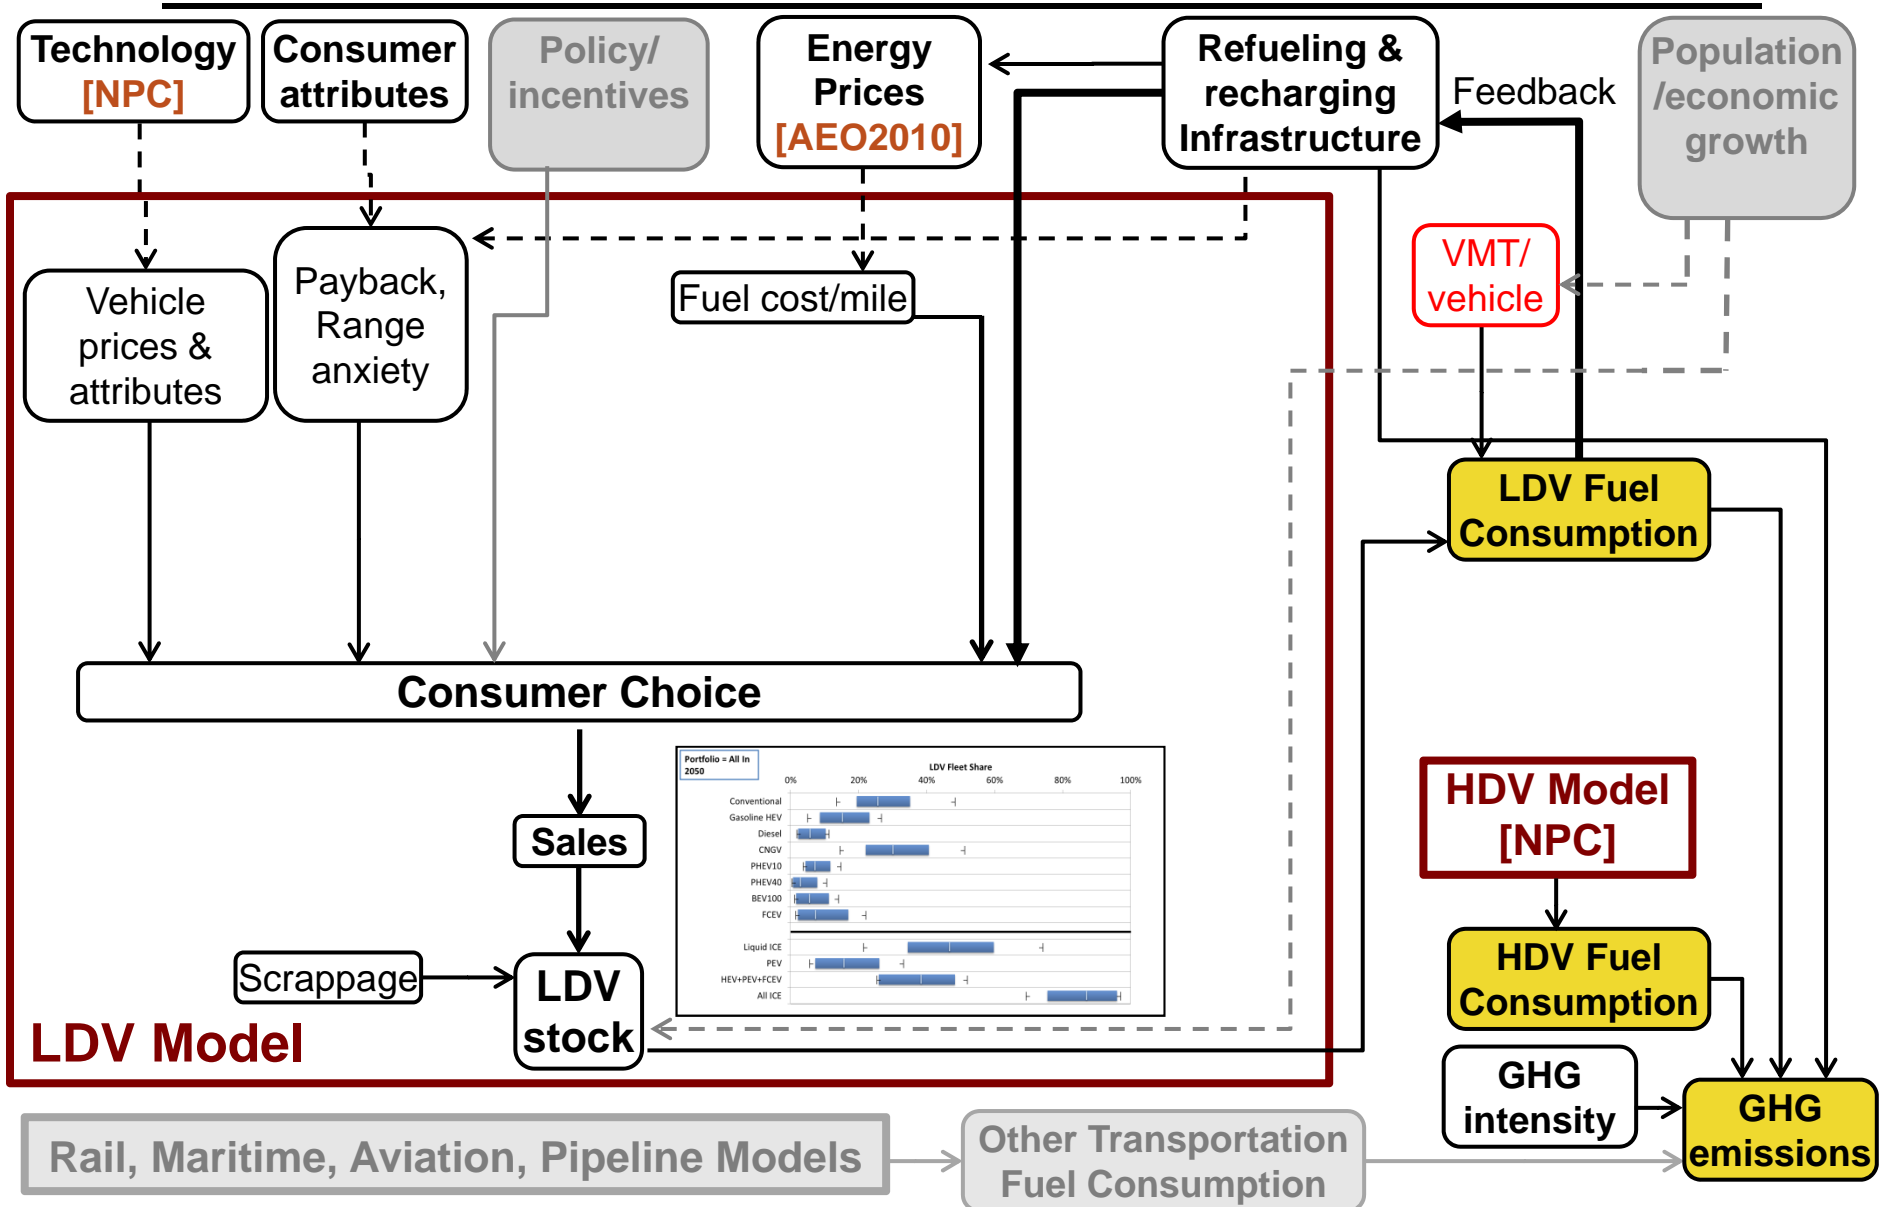 Technology
[NPC]
Consumer
attributes
Policy/
incentives
Energy
Prices
[AEO2010]
Refueling &
recharging
Infrastructure
Feedback
Population
/economic
growth
VMT/
vehicle
Vehicle
prices &
attributes
Payback,
Range
anxiety
Fuel cost/mile
LDV Fuel
Consumption
Consumer Choice
Sales
Scrappage
LDV
stock
LDV Model
Portfolio = All In
2050
LDV Fleet Share
0% 20% 40% 60% 80% 100%
Conventional
Gasoline HEV
Diesel
CNGV
PHEV10
PHEV40
BEV100
FCEV
Liquid ICE
PEV
HEV+PEV+FCEV
All ICE
HDV Model
[NPC]
HDV Fuel
Consumption
GHG
intensity
GHG
emissions
Rail, Maritime, Aviation, Pipeline Models
Other Transportation
Fuel Consumption